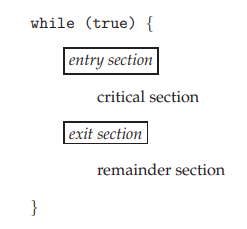 while (true) {
entry section
critical section
exit section
remainder section
}